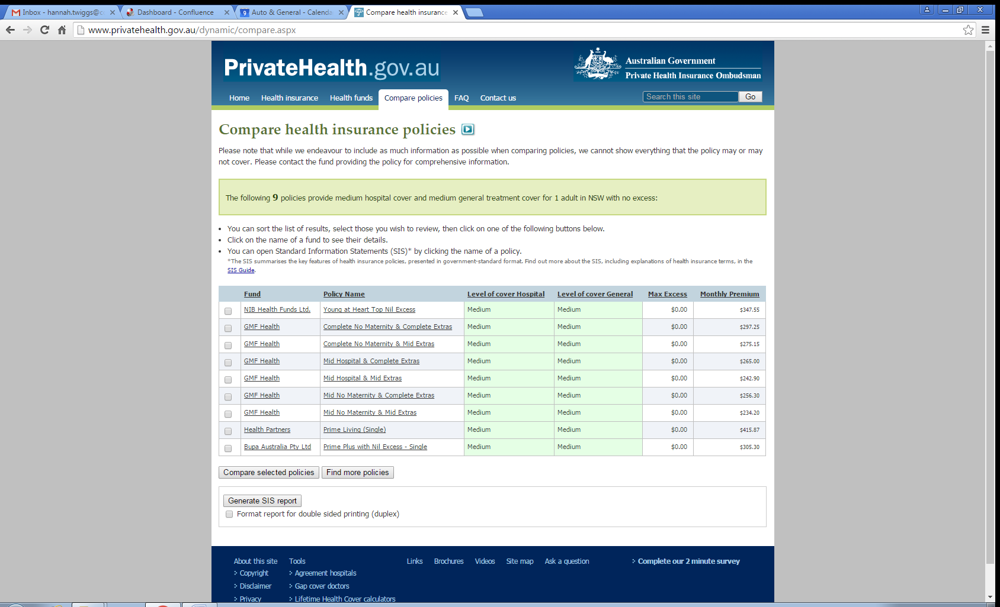 Inbox - hannah.twiggs@c
Dashboard - Confluence
9 Auto & General - Calenda
Compare health insurance
www.privatehealth.gov.au/dynamic/compare.aspx
PrivateHealth.gov.au
Australian Government
Private Health Insurance Ombudsman
Home Health insurance Health funds Compare policies FAQ Contact us
Search this site Go
Compare health insurance policies
Please note that while we endeavour to include as much information as possible when comparing policies, we cannot show everything that the policy may or may
not cover. Please contact the fund providing the policy for comprehensive information.
The following 9 policies provide medium hospital cover and medium general treatment cover for 1 adult in NSW with no excess:
• You can sort the list of results, select those you wish to review, then click on one of the following buttons below.
• Click on the name of a fund to see their details.
• You can open Standard Information Statements (SIS)* by clicking the name of a policy.
*The SIS summarises the key features of health insurance policies, presented in government-standard format. Find out more about the SIS, including explanations of health insurance terms, in the
SIS Guide.
Fund Policy Name Level of cover Hospital Level of cover General Max Excess Monthly Premium
NIB Health Funds Ltd. Young at Heart Top Nil Excess Medium Medium $0.00 $347.55
GMF Health Complete No Maternity & Complete Extras Medium Medium $0.00 $297.25
GMF Health Complete No Maternity & Mid Extras Medium Medium $0.00 $275.15
GMF Health Mid Hospital & Complete Extras Medium Medium $0.00 $265.00
GMF Health Mid Hospital & Mid Extras Medium Medium $0.00 $242.90
GMF Health Mid No Maternity & Complete Extras Medium Medium $0.00 $256.30
GMF Health Mid No Maternity & Mid Extras Medium Medium $0.00 $234.20
Health Partners Prime Living (Single) Medium Medium $0.00 $415.87
Bupa Australia Pty Ltd Prime Plus with Nil Excess - Single Medium Medium $0.00 $305.30
Compare selected policies Find more policies
Generate SIS report
Format report for double sided printing (duplex)
About this site Tools Links Brochures Videos Site map Ask a question Complete our 2 minute survey
Copyright Agreement hospitals
Disclaimer Gap cover doctors
Privacy Lifetime Health Cover calculators